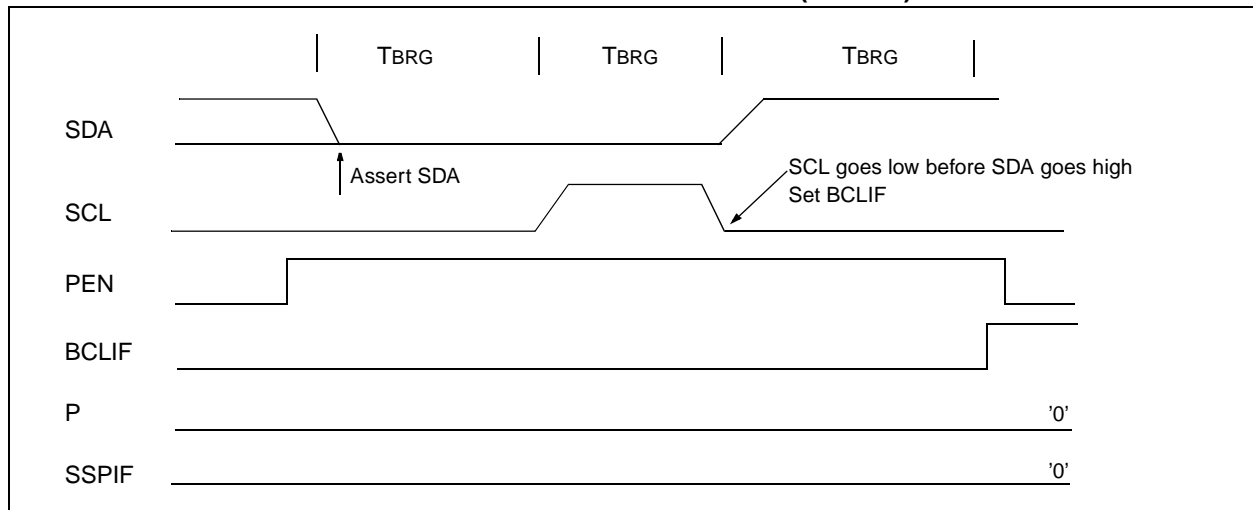 TBRG TBRG TBRG
SDA
Assert SDA
SCL goes low before SDA goes high
Set BCLIF
SCL
PEN
BCLIF
P '0'
SSPIF '0'